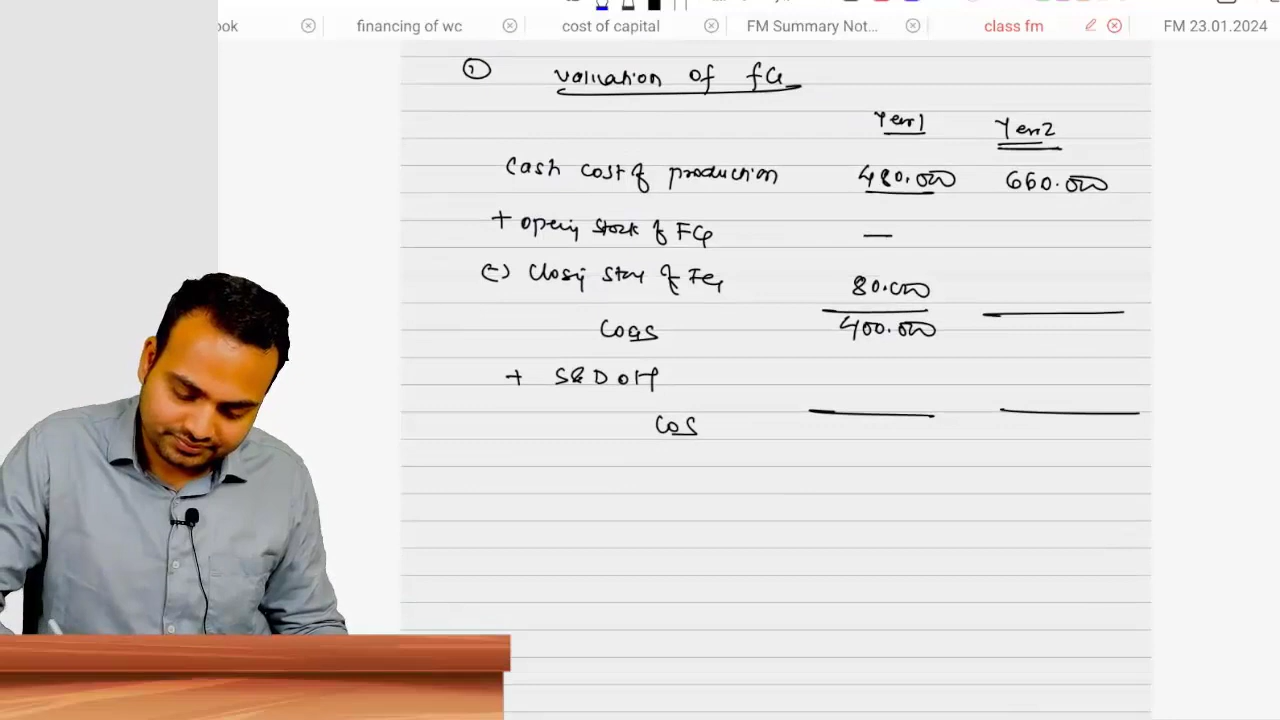 ook financing of wc cost of capital FM Summary Not... class fm FM 23.01.2024
① valuation of FG
Year1 Year2
Cash cost of production 480.000 660.000
+ opening stock of FG —
(-) Closing stock of FG 80.000
COGS 400.000
+ S&D OH
COS